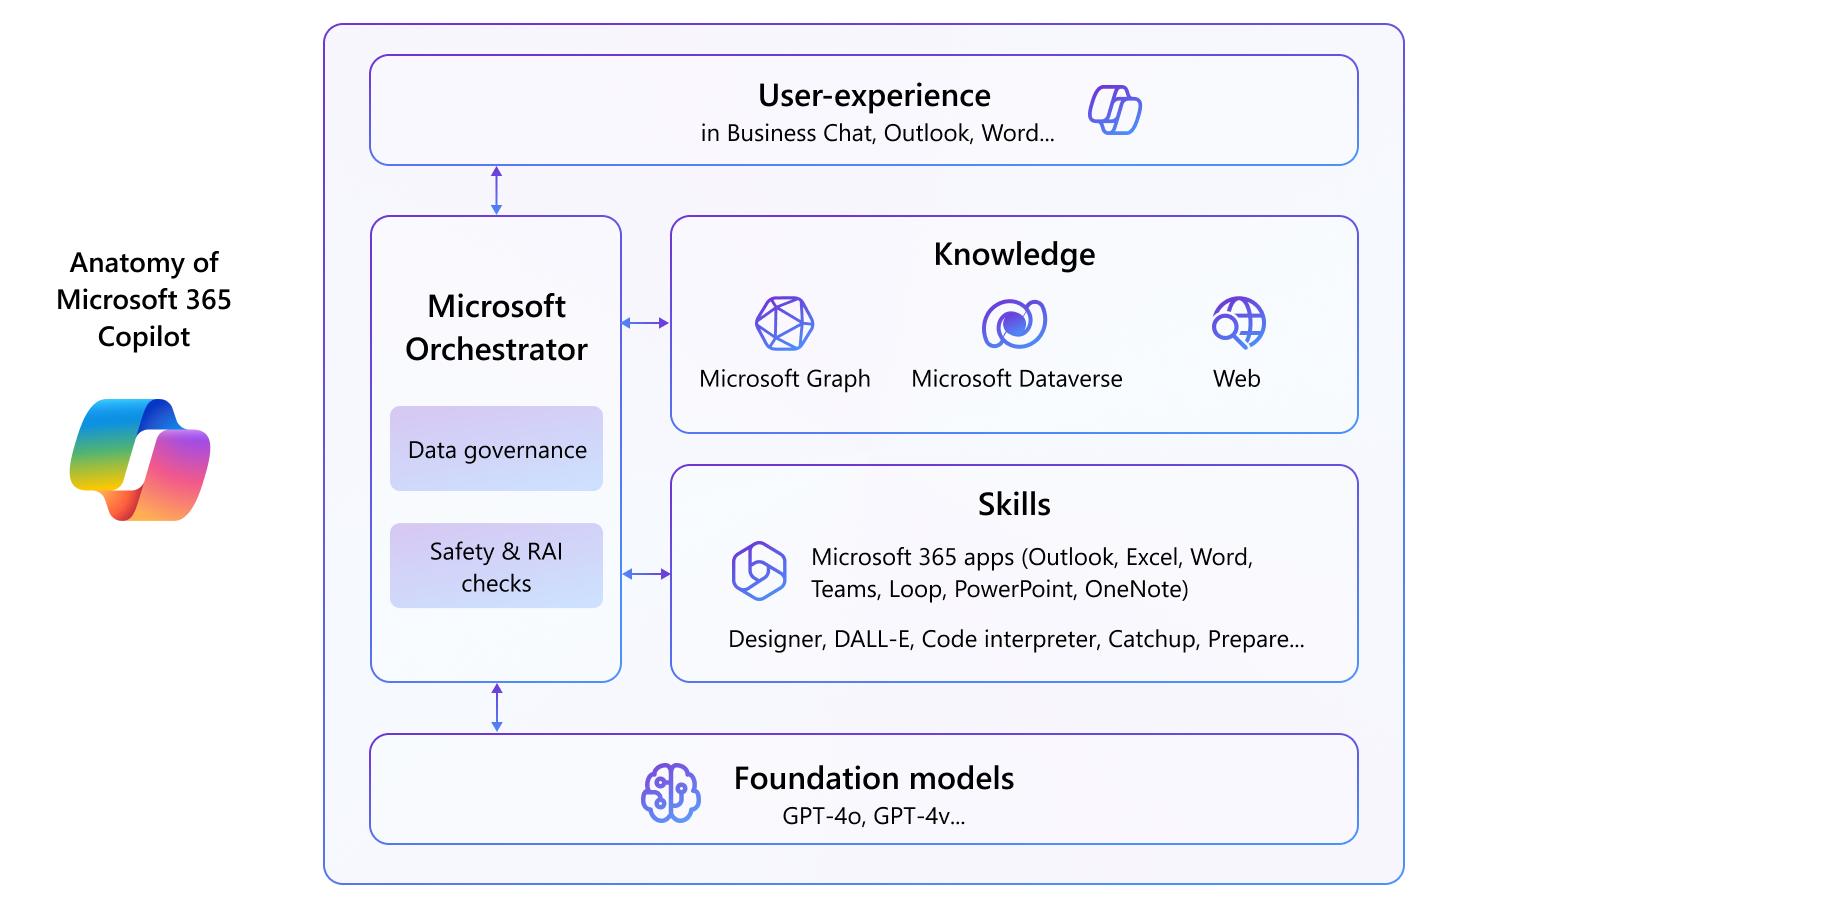 Anatomy of
Microsoft 365
Copilot
User-experience
in Business Chat, Outlook, Word...
Microsoft
Orchestrator
Data governance
Safety & RAI
checks
Knowledge
Microsoft Graph
Microsoft Dataverse
Web
Skills
Microsoft 365 apps (Outlook, Excel, Word,
Teams, Loop, PowerPoint, OneNote)
Designer, DALL-E, Code interpreter, Catchup, Prepare...
Foundation models
GPT-4o, GPT-4v...